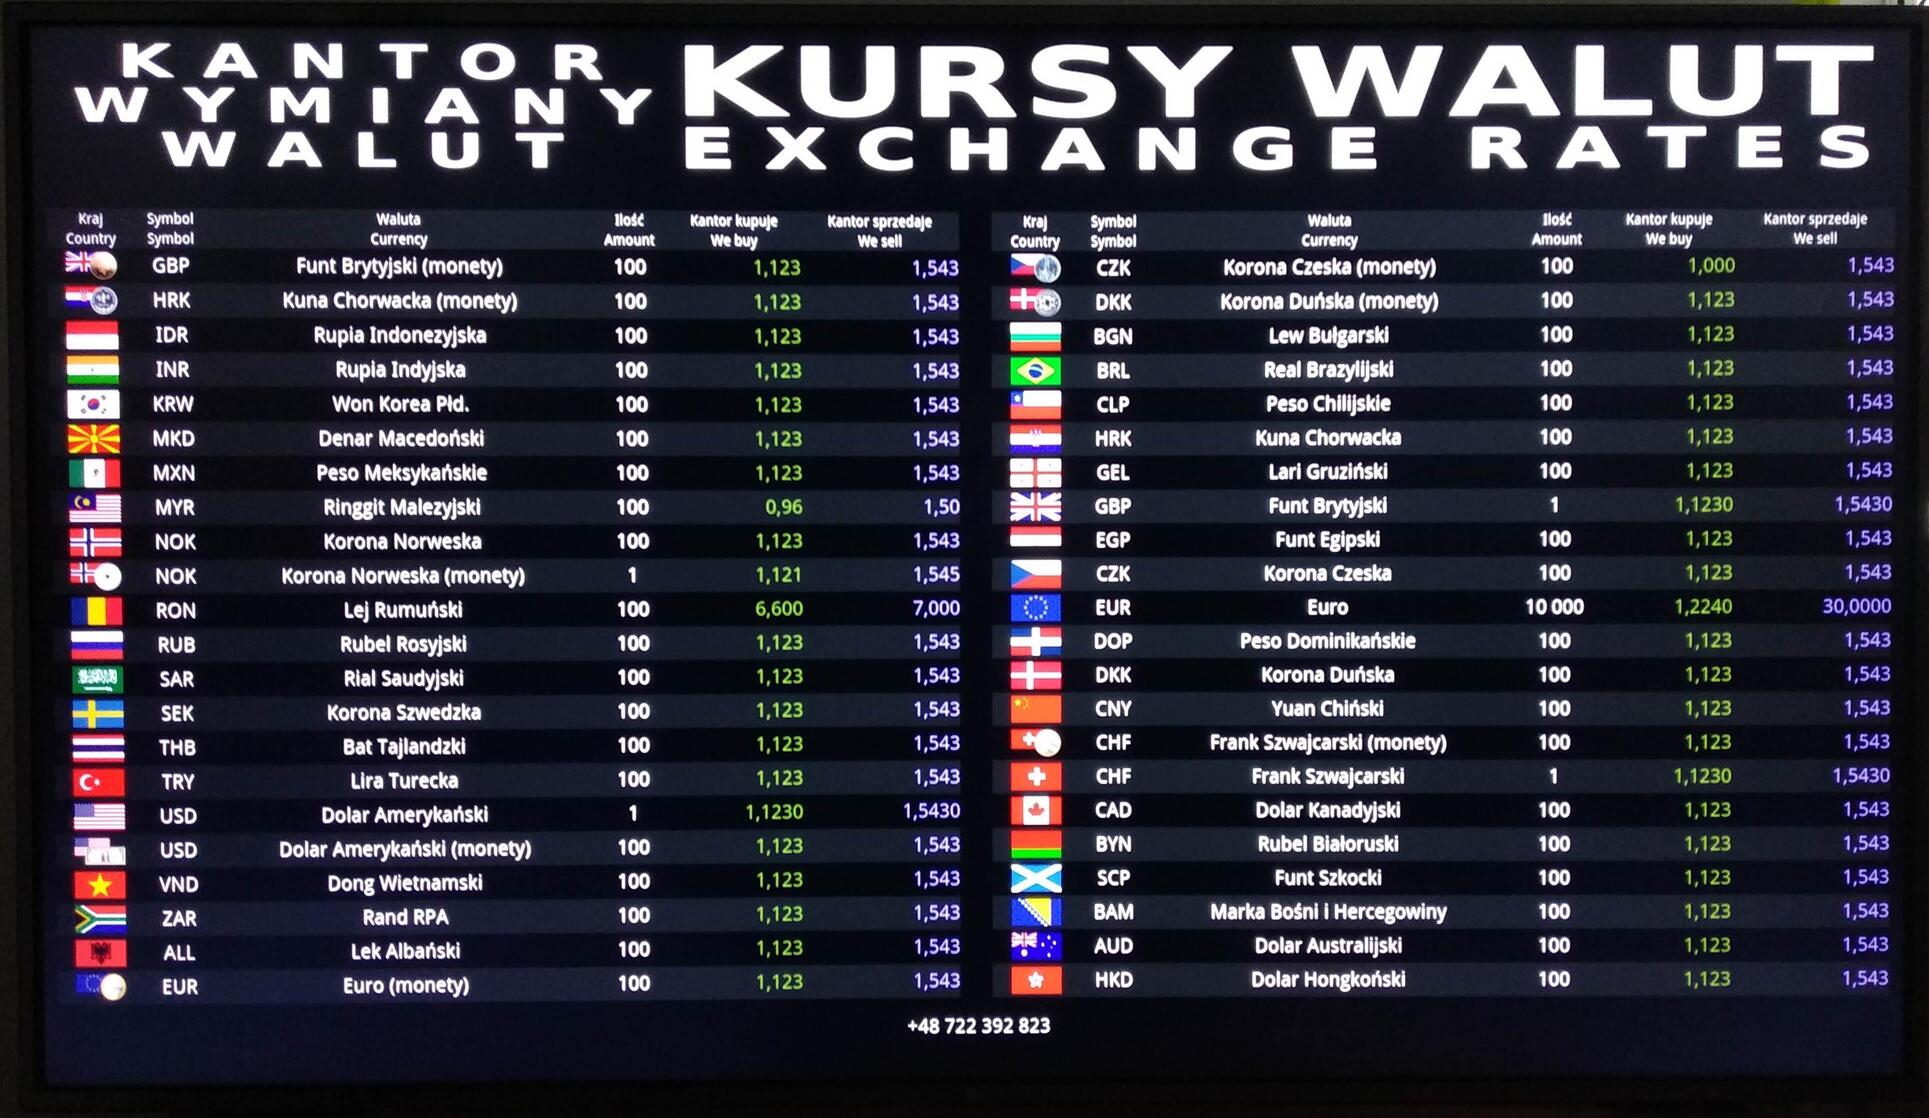 KANTOR
WYMIANY
WALUT
KURSY WALUT
EXCHANGE RATES
Kraj Symbol Waluta Ilość Kantor kupuje Kantor sprzedaje
Country Symbol Currency Amount We buy We sell
GBP Funt Brytyjski (monety) 100 1,123 1,543
HRK Kuna Chorwacka (monety) 100 1,123 1,543
IDR Rupia Indonezyjska 100 1,123 1,543
INR Rupia Indyjska 100 1,123 1,543
KRW Won Korea Płd. 100 1,123 1,543
MKD Denar Macedoński 100 1,123 1,543
MXN Peso Meksykańskie 100 1,123 1,543
MYR Ringgit Malezyjski 100 0,96 1,50
NOK Korona Norweska 100 1,123 1,543
NOK Korona Norweska (monety) 1 1,121 1,545
RON Lej Rumuński 100 6,600 7,000
RUB Rubel Rosyjski 100 1,123 1,543
SAR Rial Saudyjski 100 1,123 1,543
SEK Korona Szwedzka 100 1,123 1,543
THB Bat Tajlandzki 100 1,123 1,543
TRY Lira Turecka 100 1,123 1,543
USD Dolar Amerykański 1 1,1230 1,5430
USD Dolar Amerykański (monety) 100 1,123 1,543
VND Dong Wietnamski 100 1,123 1,543
ZAR Rand RPA 100 1,123 1,543
ALL Lek Albański 100 1,123 1,543
EUR Euro (monety) 100 1,123 1,543
Kraj Symbol Waluta Ilość Kantor kupuje Kantor sprzedaje
Country Symbol Currency Amount We buy We sell
CZK Korona Czeska (monety) 100 1,000 1,543
DKK Korona Duńska (monety) 100 1,123 1,543
BGN Lew Bułgarski 100 1,123 1,543
BRL Real Brazylijski 100 1,123 1,543
CLP Peso Chilijskie 100 1,123 1,543
HRK Kuna Chorwacka 100 1,123 1,543
GEL Lari Gruziński 100 1,123 1,543
GBP Funt Brytyjski 1 1,1230 1,5430
EGP Funt Egipski 100 1,123 1,543
CZK Korona Czeska 100 1,123 1,543
EUR Euro 10 000 1,2240 30,0000
DOP Peso Dominikańskie 100 1,123 1,543
DKK Korona Duńska 100 1,123 1,543
CNY Yuan Chiński 100 1,123 1,543
CHF Frank Szwajcarski (monety) 100 1,123 1,543
CHF Frank Szwajcarski 1 1,1230 1,5430
CAD Dolar Kanadyjski 100 1,123 1,543
BYN Rubel Białoruski 100 1,123 1,543
SCP Funt Szkocki 100 1,123 1,543
BAM Marka Bośni i Hercegowiny 100 1,123 1,543
AUD Dolar Australijski 100 1,123 1,543
HKD Dolar Hongkoński 100 1,123 1,543
+48 722 392 823